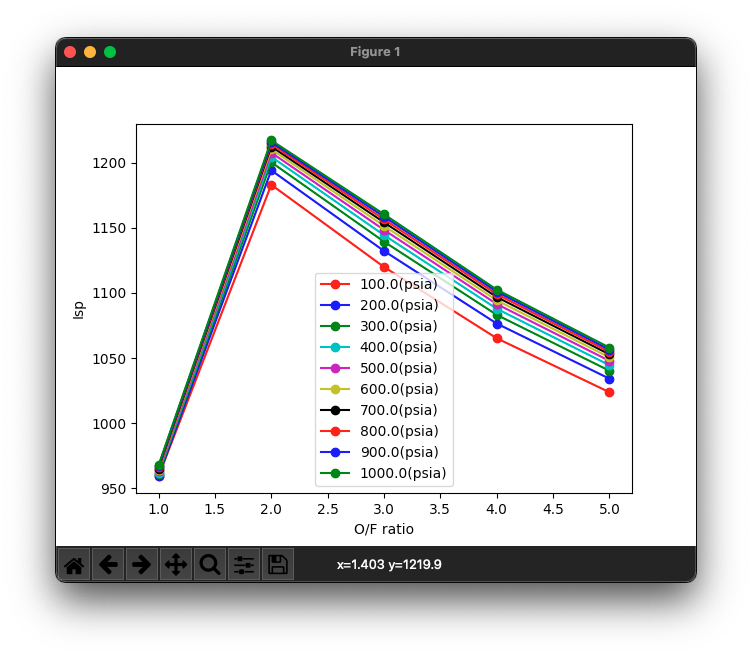 Figure 1
1200
1150
1100
1050
1000
950
Isp
100.0(psia)
200.0(psia)
300.0(psia)
400.0(psia)
500.0(psia)
600.0(psia)
700.0(psia)
800.0(psia)
900.0(psia)
1000.0(psia)
1.0 1.5 2.0 2.5 3.0 3.5 4.0 4.5 5.0
O/F ratio
x=1.403 y=1219.9